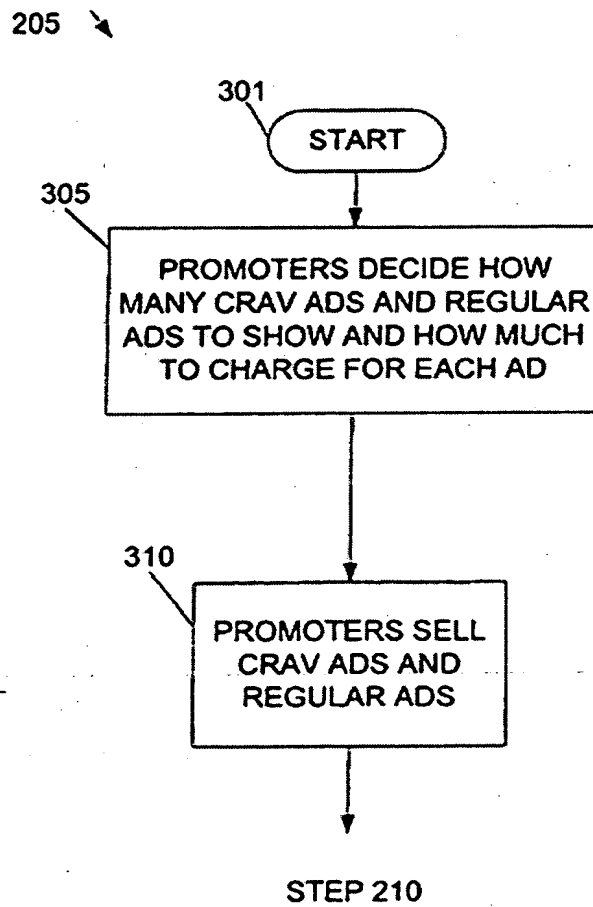 205
301
START
305
PROMOTERS DECIDE HOW
MANY CRAV ADS AND REGULAR
ADS TO SHOW AND HOW MUCH
TO CHARGE FOR EACH AD
310
PROMOTERS SELL
CRAV ADS AND
REGULAR ADS
STEP 210